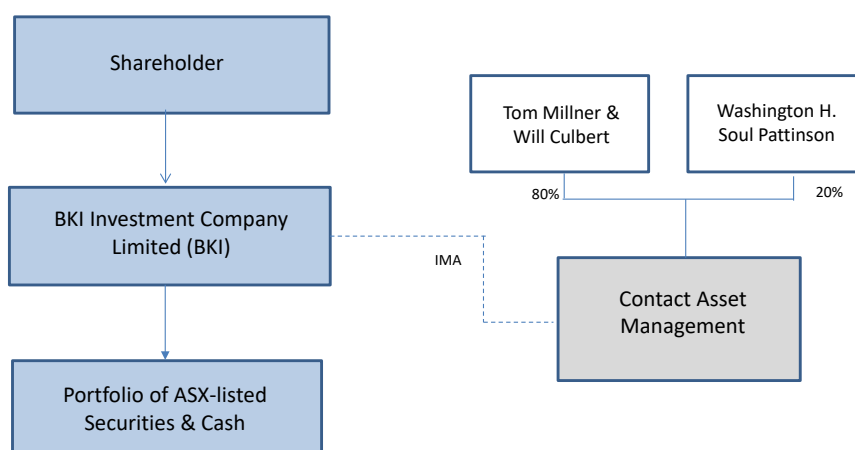 Shareholder
Tom Millner &
Will Culbert
Washington H.
Soul Pattinson
80%
20%
BKI Investment Company
Limited (BKI)
IMA
Contact Asset
Management
Portfolio of ASX-listed
Securities & Cash